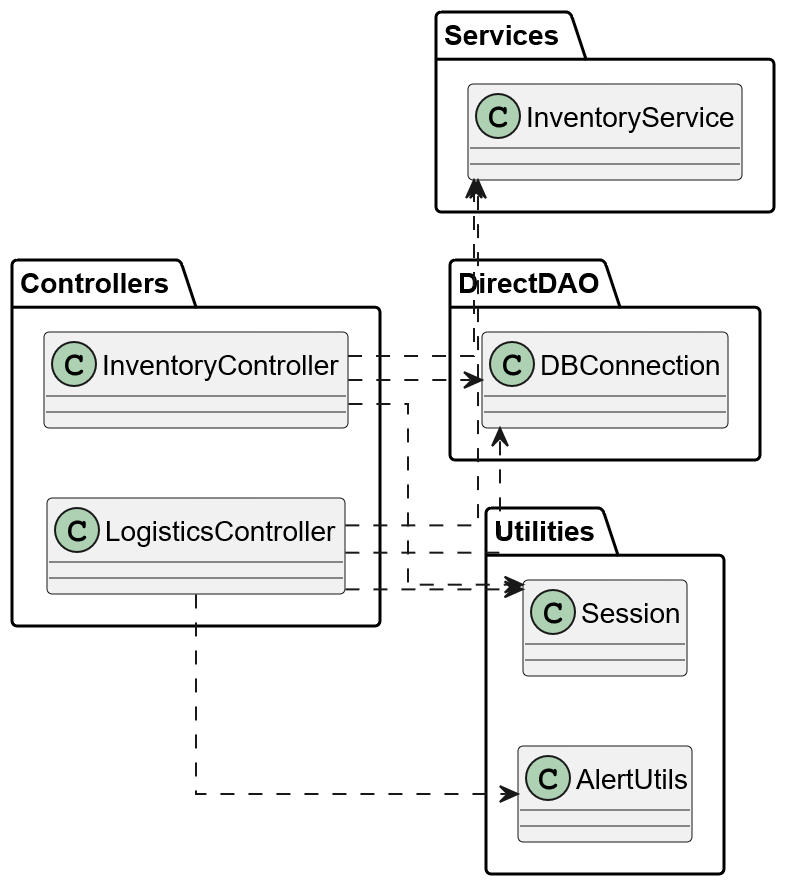 Services
C InventoryService
Controllers
DirectDAO
C InventoryController
C DBConnection
C LogisticsController
Utilities
C Session
C AlertUtils